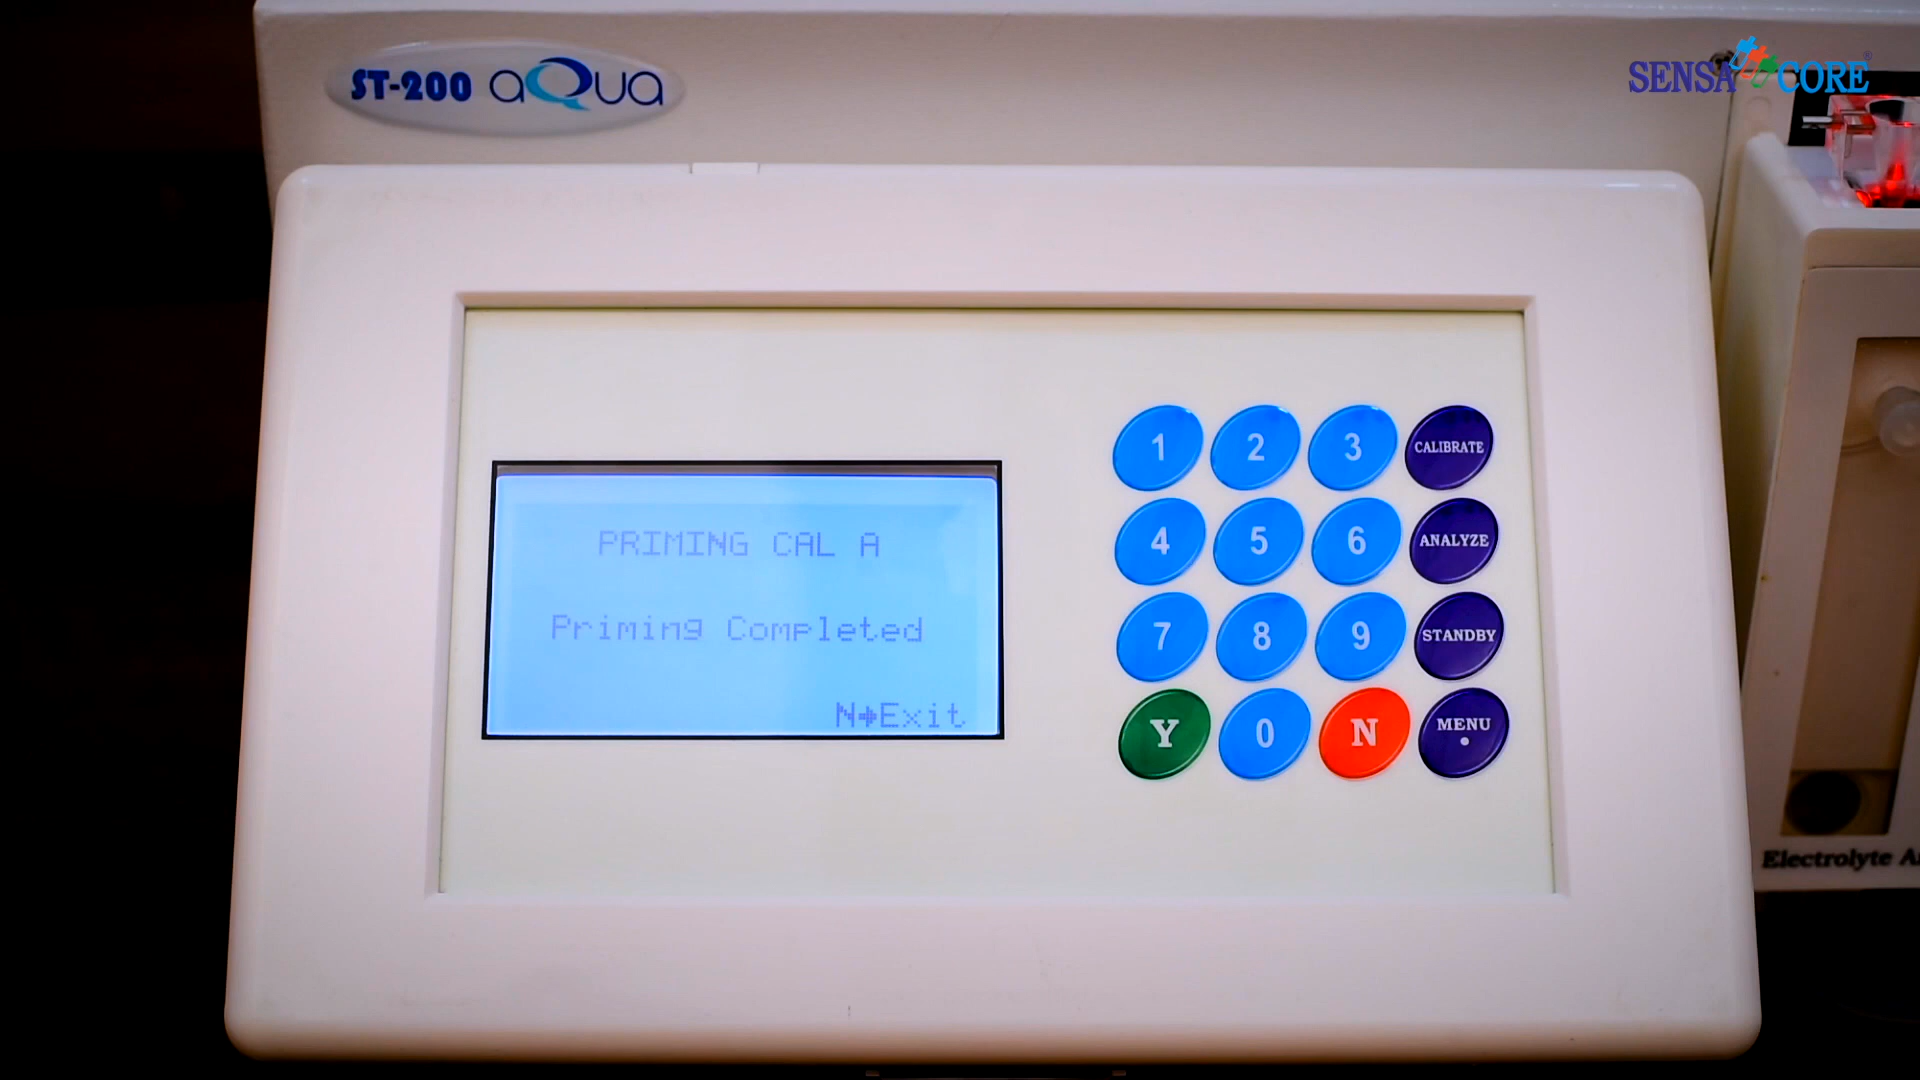 ST-200 aQua
SENSA CORE
PRIMING CAL A
Priming Completed
N→Exit
1 2 3 CALIBRATE
4 5 6 ANALYZE
7 8 9 STANDBY
Y 0 N MENU
Electrolyte